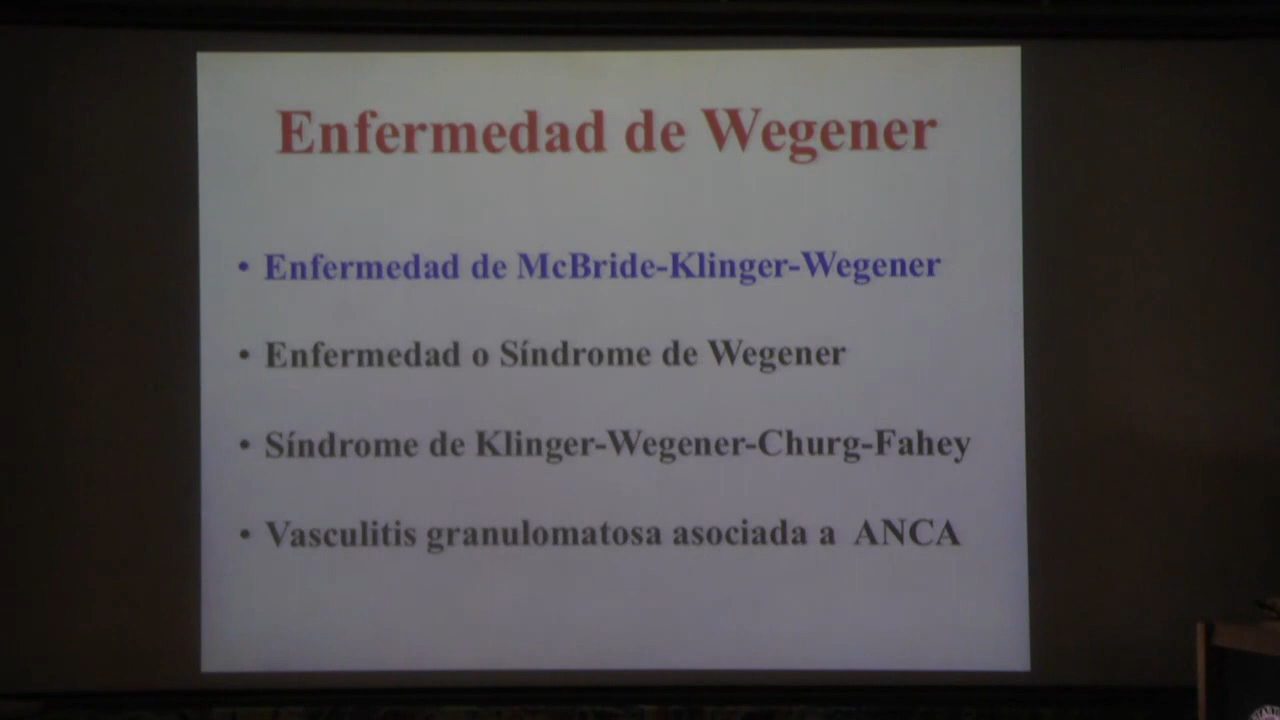 Enfermedad de Wegener
• Enfermedad de McBride-Klinger-Wegener
• Enfermedad o Síndrome de Wegener
• Síndrome de Klinger-Wegener-Churg-Fahey
• Vasculitis granulomatosa asociada a ANCA